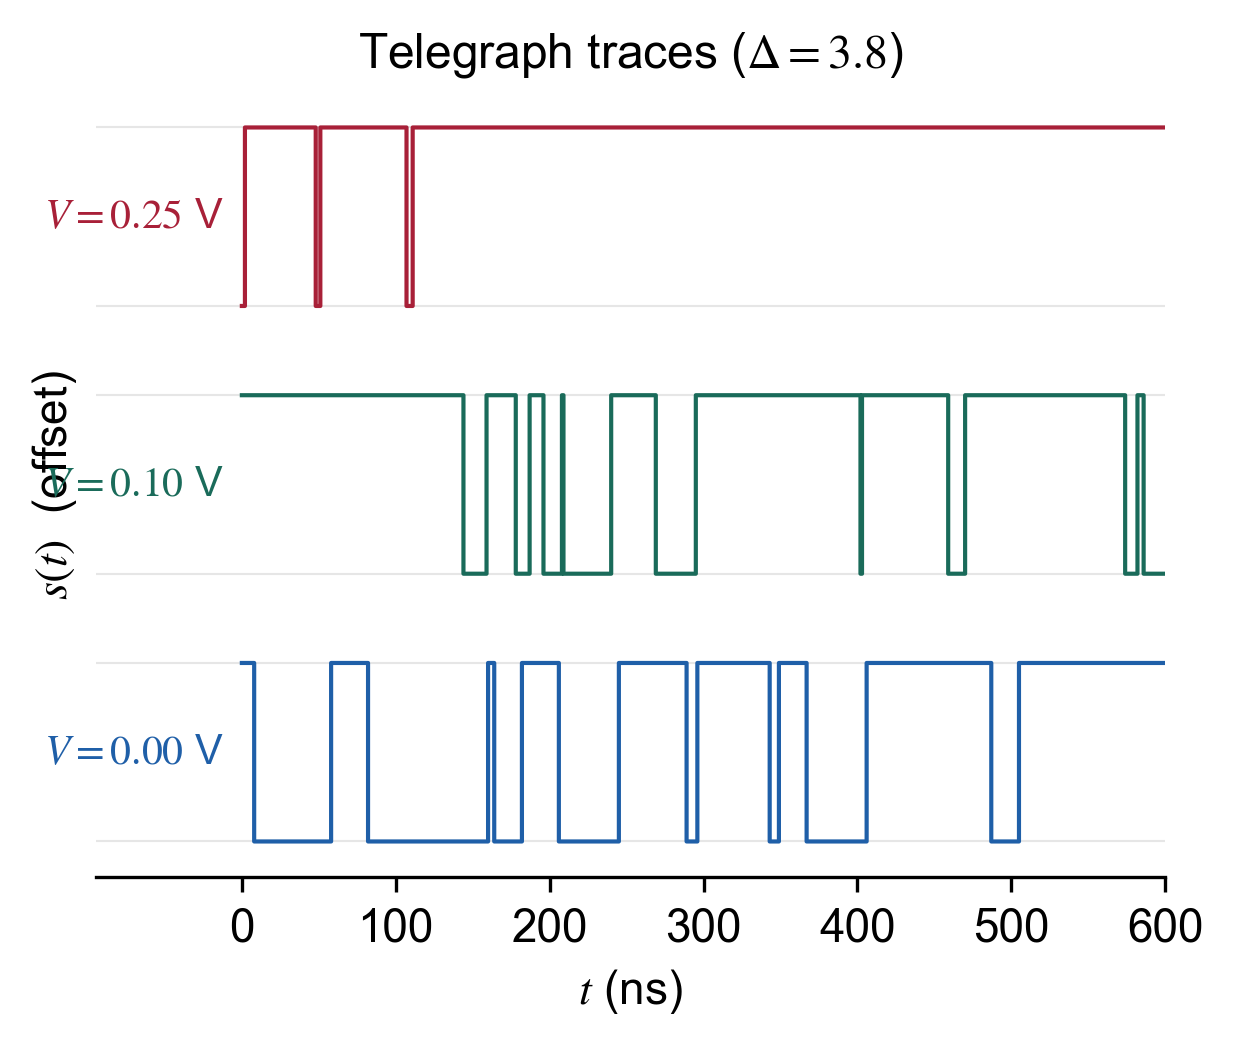 Telegraph traces (Δ = 3.8)
V = 0.25 V
s(t) (offset)
V = 0.10 V
V = 0.00 V
0 100 200 300 400 500 600
t (ns)